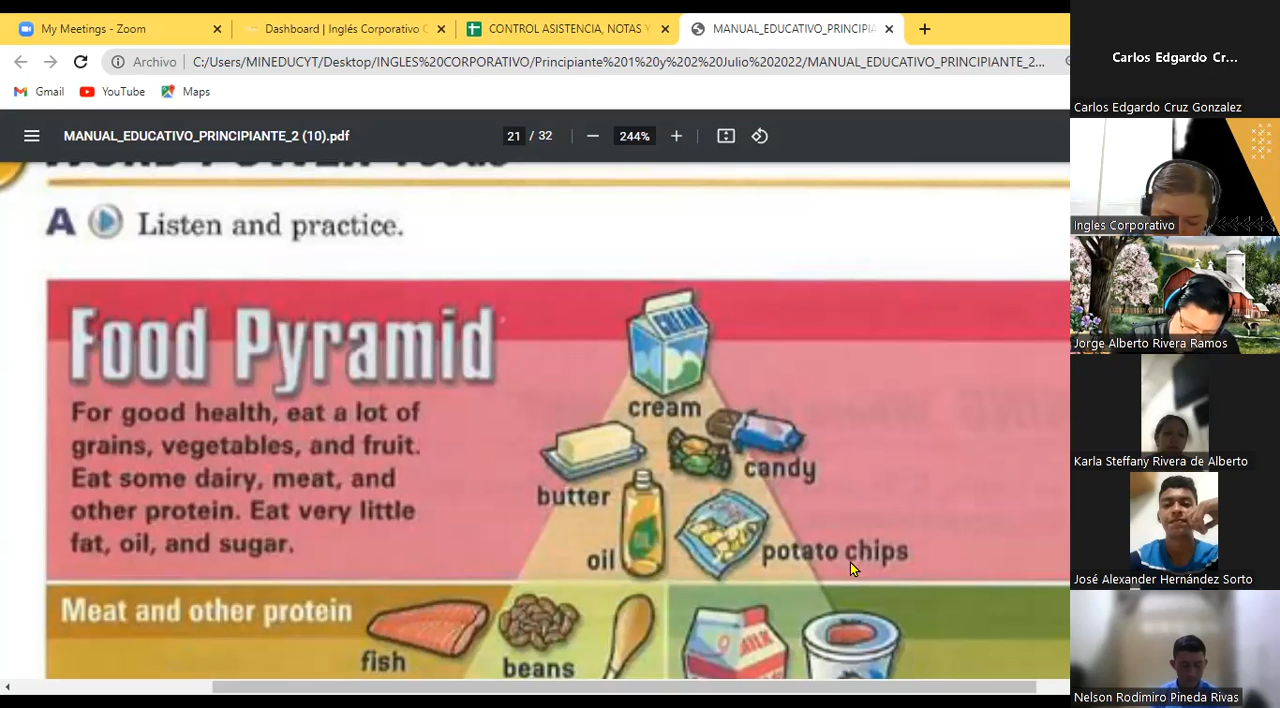 My Meetings - Zoom
Dashboard | Inglés Corporativo C
CONTROL ASISTENCIA, NOTAS Y
MANUAL_EDUCATIVO_PRINCIPIA
Archivo
C:/Users/MINEDUCYT/Desktop/INGLES%20CORPORATIVO/Principiante%201%20y%202%20Julio%202022/MANUAL_EDUCATIVO_PRINCIPIANTE_2...
Gmail
YouTube
Maps
MANUAL_EDUCATIVO_PRINCIPIANTE_2 (10).pdf
21 / 32
244%
A Listen and practice.
Food Pyramid
For good health, eat a lot of
grains, vegetables, and fruit.
Eat some dairy, meat, and
other protein. Eat very little
fat, oil, and sugar.
CREAM
cream
butter
candy
OIL
oil
potato chips
Meat and other protein
fish
beans
MILK
Carlos Edgardo Cr...
Carlos Edgardo Cruz Gonzalez
Ingles Corporativo
Jorge Alberto Rivera Ramos
Karla Steffany Rivera de Alberto
José Alexander Hernández Sorto
Nelson Rodimiro Pineda Rivas